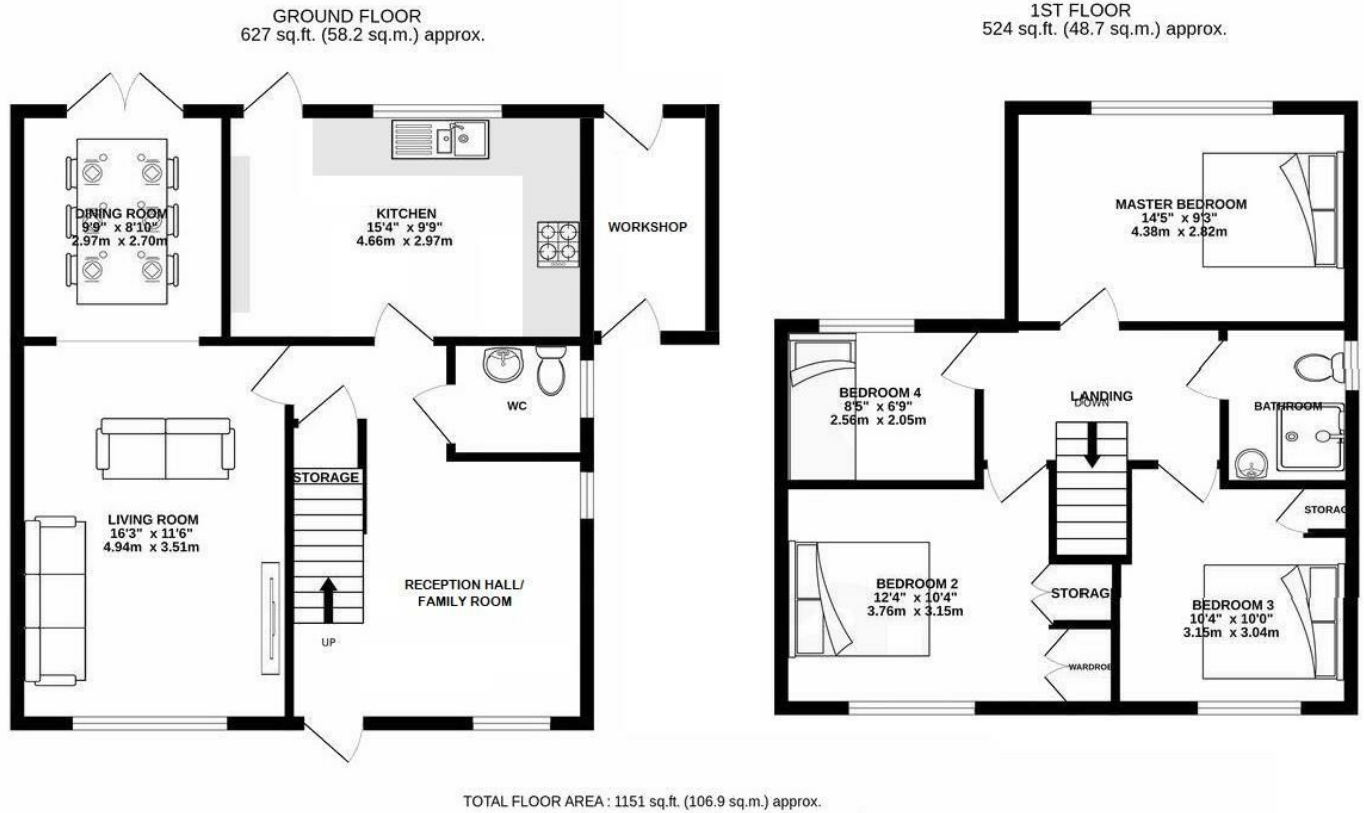 GROUND FLOOR
627 sq.ft. (58.2 sq.m.) approx.
DINING ROOM
9'9" x 8'10"
2.97m x 2.70m
KITCHEN
15'4" x 9'9"
4.66m x 2.97m
WORKSHOP
WC
STORAGE
LIVING ROOM
16'3" x 11'6"
4.94m x 3.51m
RECEPTION HALL/
FAMILY ROOM
UP
1ST FLOOR
524 sq.ft. (48.7 sq.m.) approx.
MASTER BEDROOM
14'5" x 9'3"
4.38m x 2.82m
BEDROOM 4
8'5" x 6'9"
2.56m x 2.05m
LANDING
DOWN
BATHROOM
STORAG
BEDROOM 2
12'4" x 10'4"
3.76m x 3.15m
STORAG
WARDROBE
BEDROOM 3
10'4" x 10'0"
3.15m x 3.04m
TOTAL FLOOR AREA : 1151 sq.ft. (106.9 sq.m.) approx.